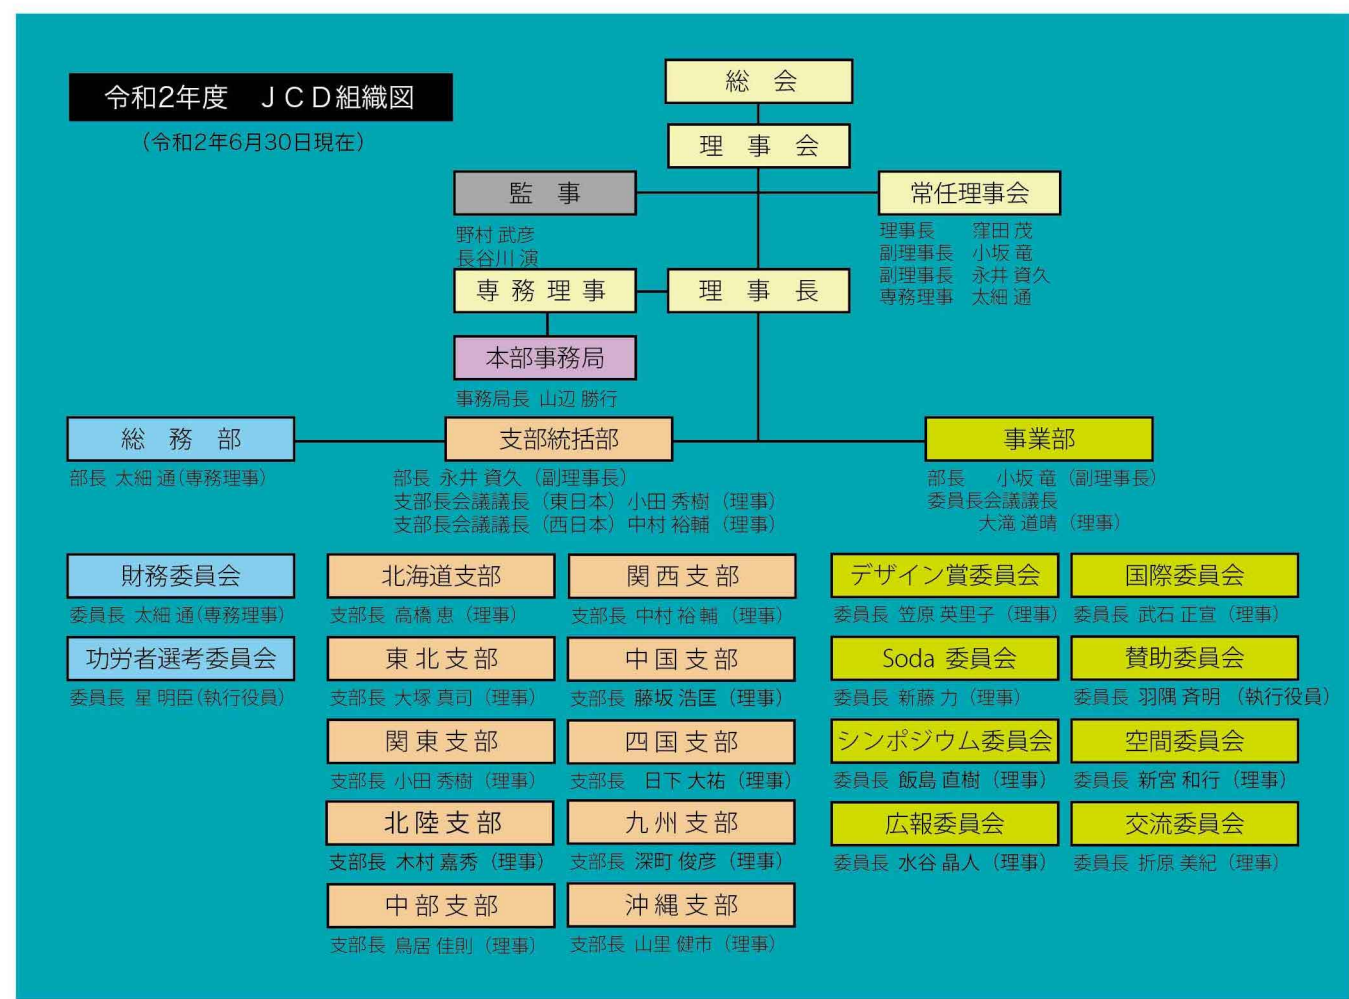 令和2年度　ＪＣＤ組織図
（令和2年6月30日現在）
総　会
理　事　会
監　事
野村 武彦
長谷川 演
常任理事会
理事長　窪田 茂
副理事長　小坂 竜
副理事長　永井 資久
専務理事　太細 通
専 務 理 事
理　事　長
本部事務局
事務局長 山辺 勝行
総　務　部
部長 太細 通（専務理事）
支部統括部
部長 永井 資久（副理事長）
支部長会議議長（東日本）小田 秀樹（理事）
支部長会議議長（西日本）中村 裕輔（理事）
事業部
部長　小坂 竜（副理事長）
委員長会議議長
大滝 道晴（理事）
財務委員会
委員長 太細 通（専務理事）
功労者選考委員会
委員長 星 明臣（執行役員）
北海道支部
支部長 高橋 恵（理事）
東 北 支 部
支部長 大塚 真司（理事）
関 東 支 部
支部長 小田 秀樹（理事）
北 陸 支 部
支部長 木村 嘉秀（理事）
中 部 支 部
支部長 鳥居 佳則（理事）
関 西 支 部
支部長 中村 裕輔（理事）
中 国 支 部
支部長 藤坂 浩匡（理事）
四 国 支 部
支部長 日下 大祐（理事）
九 州 支 部
支部長 深町 俊彦（理事）
沖 縄 支 部
支部長 山里 健市（理事）
デザイン賞委員会
委員長 笠原 英里子（理事）
Soda 委員会
委員長 新藤 力（理事）
シンポジウム委員会
委員長 飯島 直樹（理事）
広報委員会
委員長 水谷 晶人（理事）
国際委員会
委員長 武石 正宣（理事）
賛助委員会
委員長 羽隅 斉明（執行役員）
空間委員会
委員長 新宮 和行（理事）
交流委員会
委員長 折原 美紀（理事）